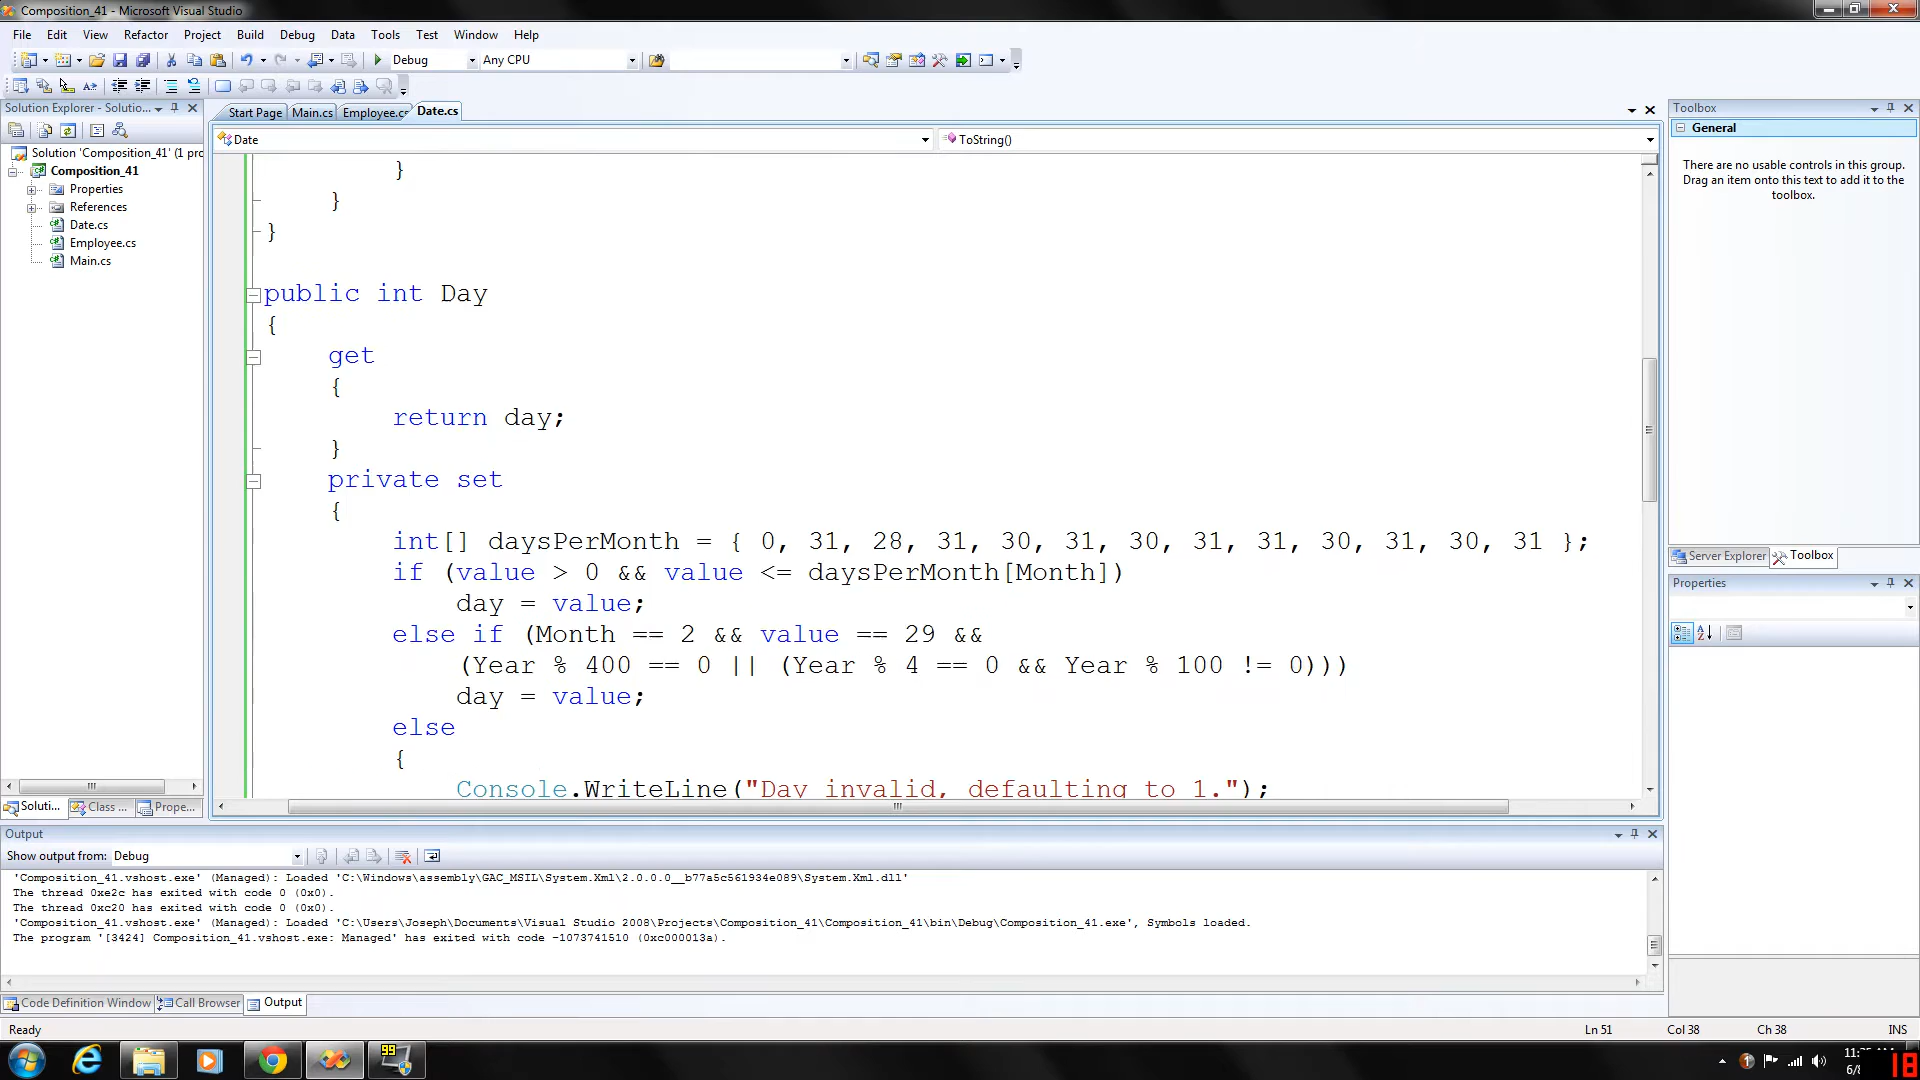 Composition_41 - Microsoft Visual Studio
File Edit View Refactor Project Build Debug Data Tools Test Window Help
Debug Any CPU
Solution Explorer - Solutio...
Start Page Main.cs Employee.cs Date.cs
Toolbox
General
There are no usable controls in this group. Drag an item onto this text to add it to the toolbox.
Date ToString()
Solution 'Composition_41' (1 pro
Composition_41
Properties
References
Date.cs
Employee.cs
Main.cs
}
}
}
public int Day
{
get
{
return day;
}
private set
{
int[] daysPerMonth = { 0, 31, 28, 31, 30, 31, 30, 31, 31, 30, 31, 30, 31 };
if (value > 0 && value <= daysPerMonth[Month])
day = value;
else if (Month == 2 && value == 29 &&
(Year % 400 == 0 || (Year % 4 == 0 && Year % 100 != 0)))
day = value;
else
{
Console.WriteLine("Day invalid, defaulting to 1.");
Server Explorer Toolbox
Properties
Soluti... Class ... Prope...
Output
Show output from: Debug
'Composition_41.vshost.exe' (Managed): Loaded 'C:\Windows\assembly\GAC_MSIL\System.Xml\2.0.0.0__b77a5c561934e089\System.Xml.dll'
The thread 0xe2c has exited with code 0 (0x0).
The thread 0xc20 has exited with code 0 (0x0).
'Composition_41.vshost.exe' (Managed): Loaded 'C:\Users\Joseph\Documents\Visual Studio 2008\Projects\Composition_41\Composition_41\bin\Debug\Composition_41.exe', Symbols loaded.
The program '[3424] Composition_41.vshost.exe: Managed' has exited with code -1073741510 (0xc000013a).
Code Definition Window Call Browser Output
Ready Ln 51 Col 38 Ch 38 INS
99
18